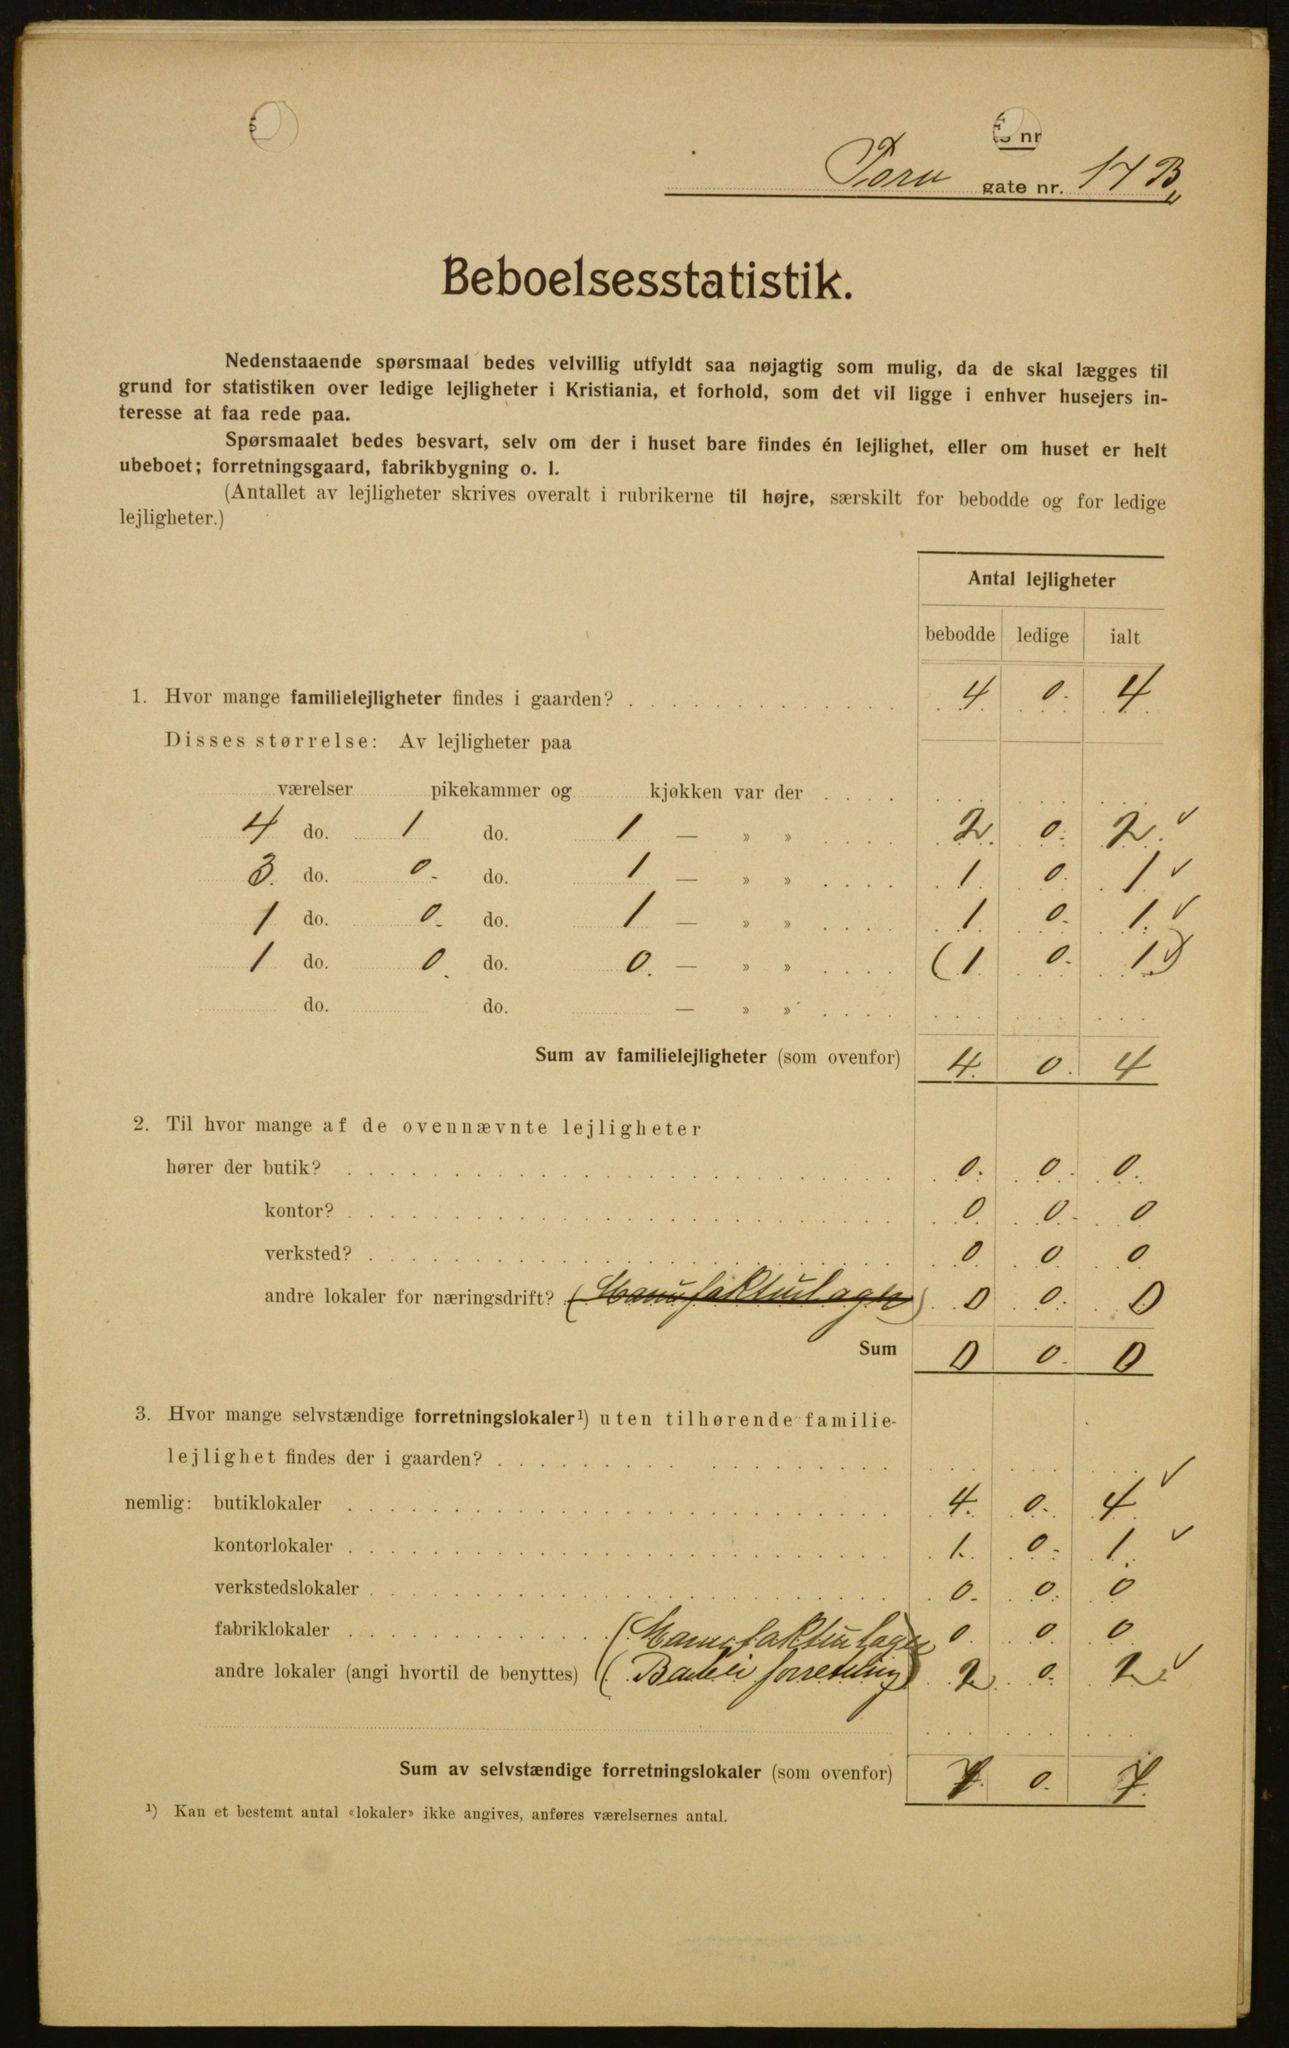 nr
Torv gate nr. 17 B
Beboelsesstatistik.
Nedenstaaende spørsmaal bedes velvillig utfyldt saa nøjagtig som mulig, da de skal lægges til
grund for statistiken over ledige lejligheter i Kristiania, et forhold, som det vil ligge i enhver husejers in-
teresse at faa rede paa.
Spørsmaalet bedes besvart, selv om der i huset bare findes én lejlighet, eller om huset er helt
ubeboet; forretningsgaard, fabrikbygning o. l.
(Antallet av lejligheter skrives overalt i rubrikerne til højre, særskilt for bebodde og for ledige
lejligheter.)
Antal lejligheter
bebodde ledige ialt
1. Hvor mange familielejligheter findes i gaarden? 4 0 4
Disses størrelse: Av lejligheter paa
værelser pikekammer og kjøkken var der
4 do. 1 do. 1 — » » 2 0 2 ✓
3 do. 0 do. 1 — » » 1 0 1 ✓
1 do. 0 do. 1 — » » 1 0 1 ✓
1 do. 0 do. 0 — » » (1 0 1)
do. do. — » »
Sum av familielejligheter (som ovenfor) 4 0 4
2. Til hvor mange af de ovennævnte lejligheter
hører der butik? 0 0 0
kontor? 0 0 0
verksted? 0 0 0
andre lokaler for næringsdrift? (Manufakturlager) 0 0 0
Sum 0 0 0
3. Hvor mange selvstændige forretningslokaler¹) uten tilhørende familie-
lejlighet findes der i gaarden?
nemlig: butiklokaler 4 0 4 ✓
kontorlokaler 1 0 1 ✓
verkstedslokaler 0 0 0
fabriklokaler (Manufakturlager 0 0 0
andre lokaler (angi hvortil de benyttes) ( forretning) 2 0 2 ✓
Sum av selvstændige forretningslokaler (som ovenfor) 7 0 7
¹) Kan et bestemt antal «lokaler» ikke angives, anføres værelsernes antal.